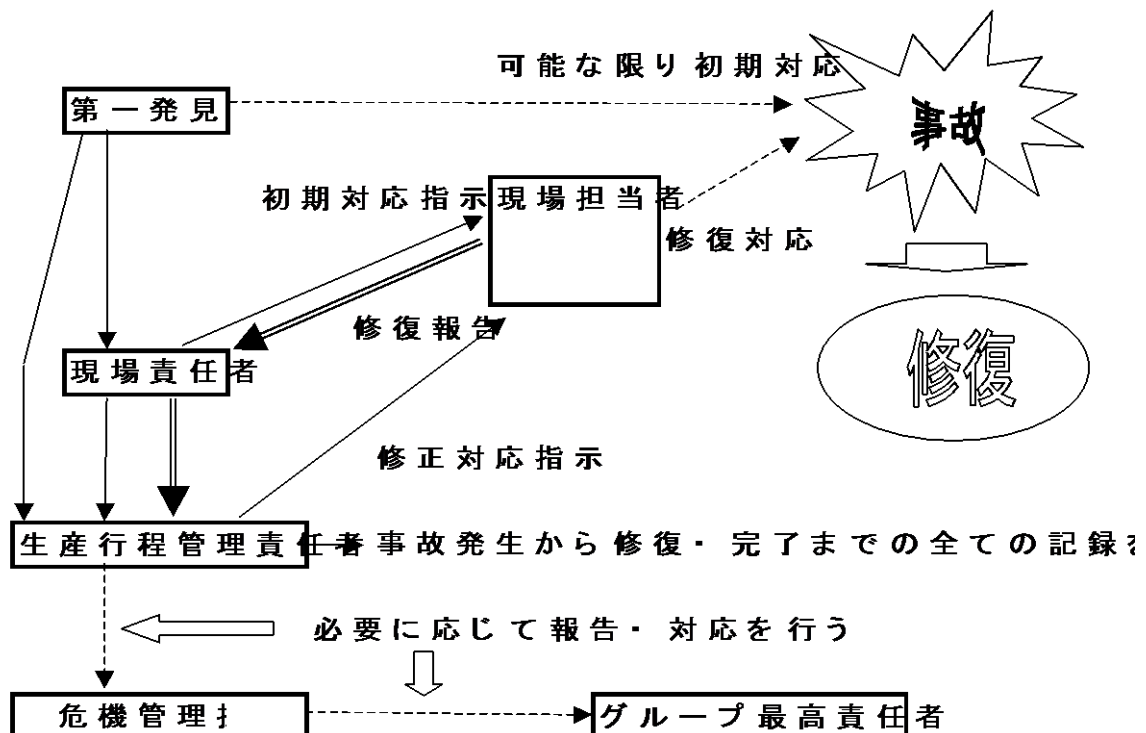 可能な限り初期対応
第一発見
事故
初期対応指示
現場担当者
修復対応
修復報告
現場責任者
修復
修正対応指示
生産行程管理責任者
事故発生から修復・完了までの全ての記録を
必要に応じて報告・対応を行う
危機管理
グループ最高責任者